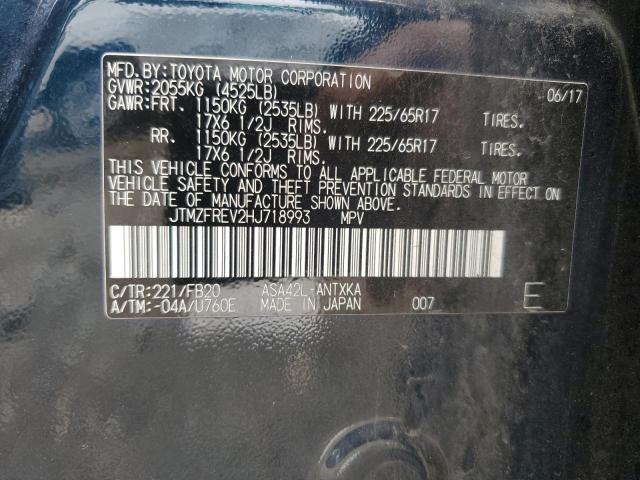 MFD.BY:TOYOTA MOTOR CORPORATION 06/17
GVWR:2055KG (4525LB)
GAWR:FRT. 1150KG (2535LB) WITH 225/65R17 TIRES.
17X6 1/2J RIMS.
RR. 1150KG (2535LB) WITH 225/65R17 TIRES.
17X6 1/2J RIMS.
THIS VEHICLE CONFORMS TO ALL APPLICABLE FEDERAL MOTOR
VEHICLE SAFETY AND THEFT PREVENTION STANDARDS IN EFFECT ON
THE DATE OF MANUFACTURE SHOWN ABOVE.
JTMZFREV2HJ718993 MPV
C/TR:221/FB20 ASA42L-ANTXKA
A/TM:-04A/U760E MADE IN JAPAN 007 E